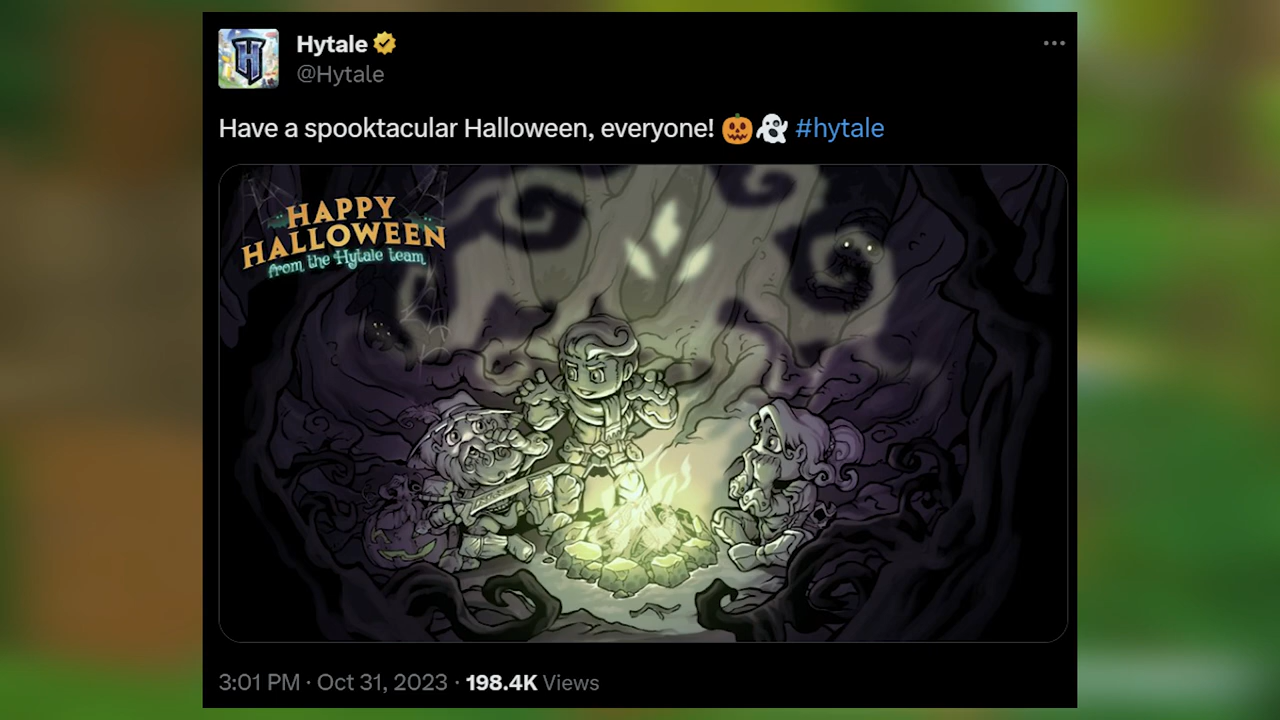 Hytale
@Hytale
Have a spooktacular Halloween, everyone! 🎃👻 #hytale
HAPPY
HALLOWEEN
from the Hytale team
3:01 PM · Oct 31, 2023 · 198.4K Views